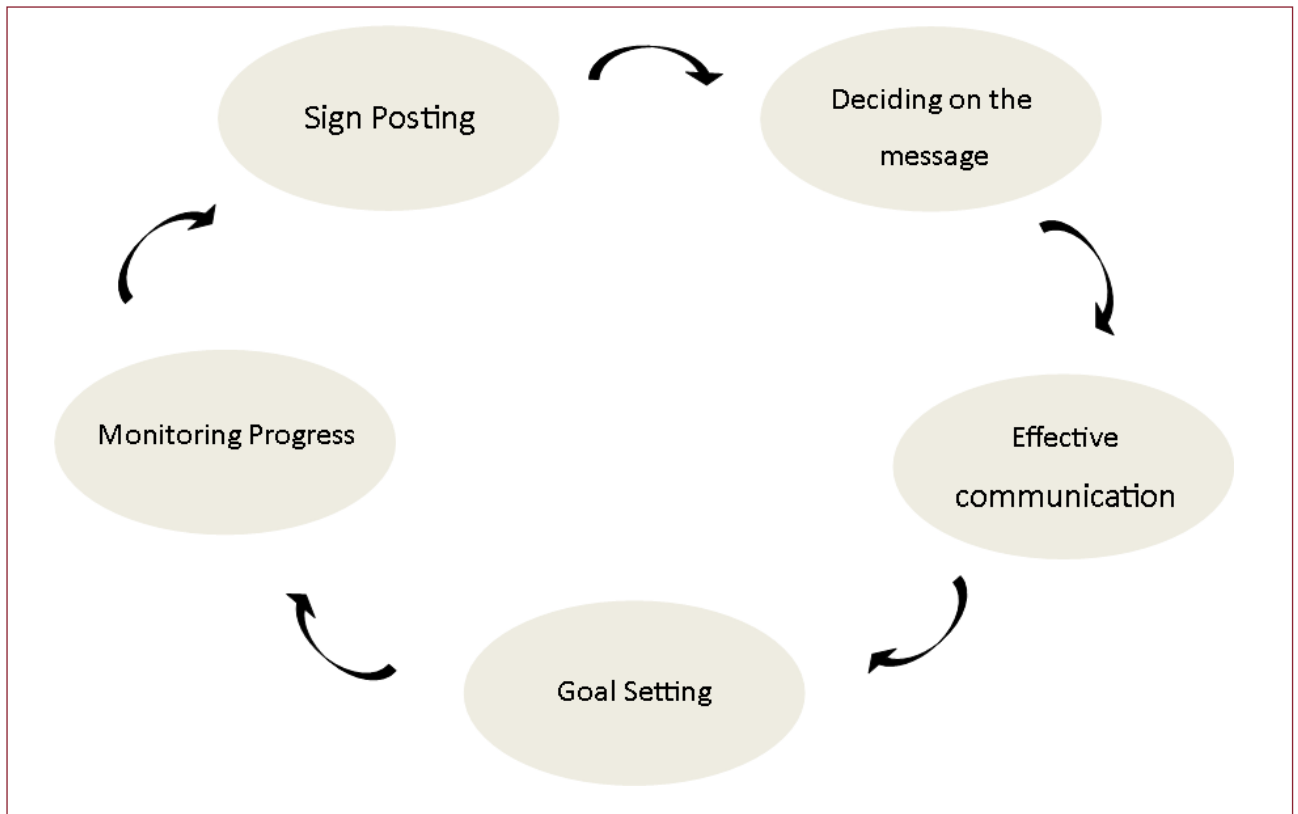 Sign Posting
Deciding on the
message
Effective
communication
Goal Setting
Monitoring Progress